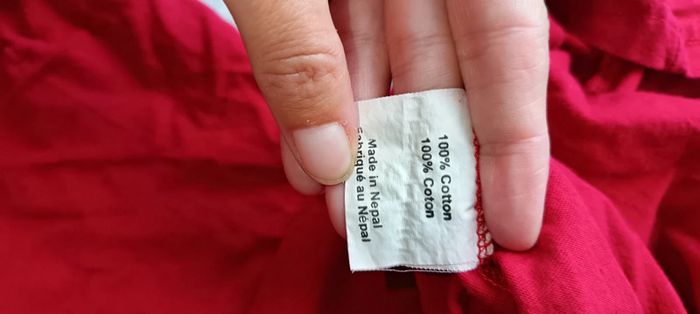 100% Cotton
100% Coton
Made in Nepal
Fabriqué au Népal